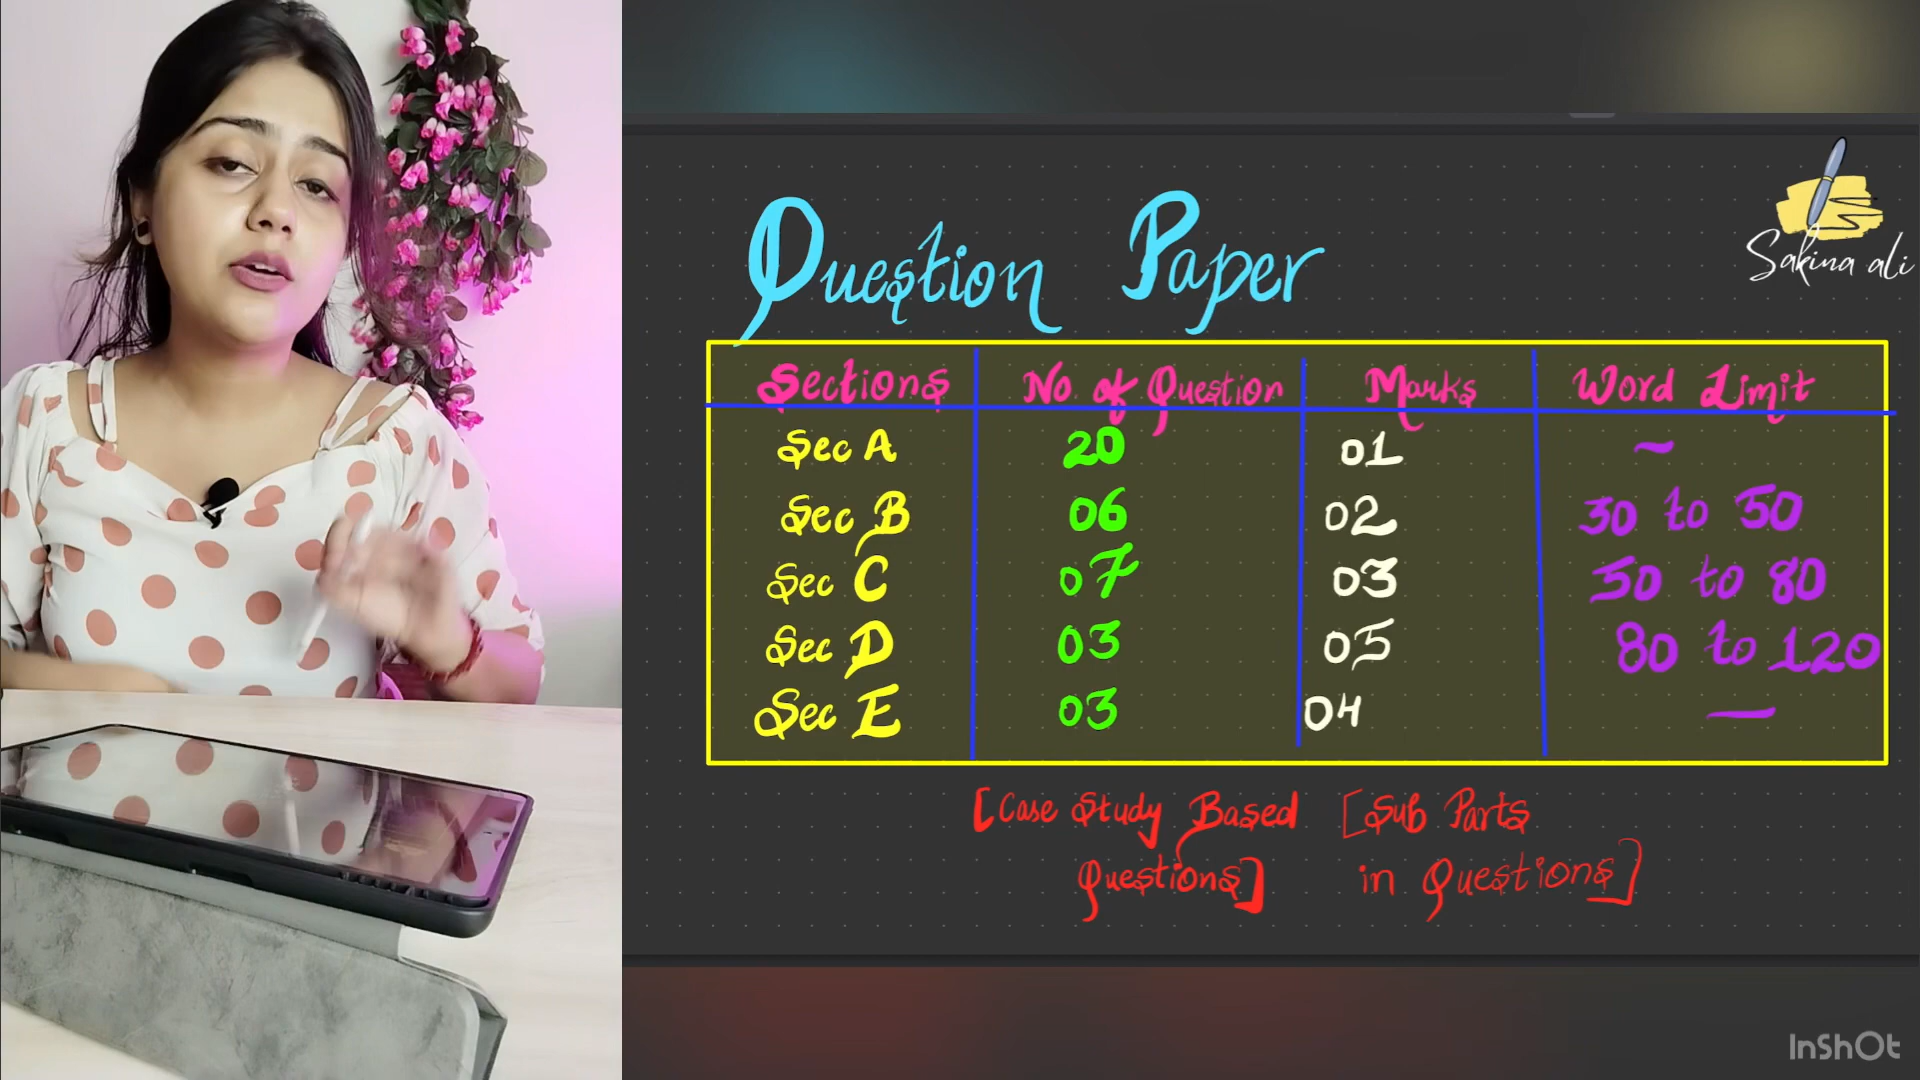 Question Paper
Sakina ali
Sections No of Question Marks Word Limit
Sec A 20 01 ~
Sec B 06 02 30 to 50
Sec C 07 03 50 to 80
Sec D 03 05 80 to 120
Sec E 03 04 —
[Case Study Based [Sub Parts
Questions] in Questions]
InShOt